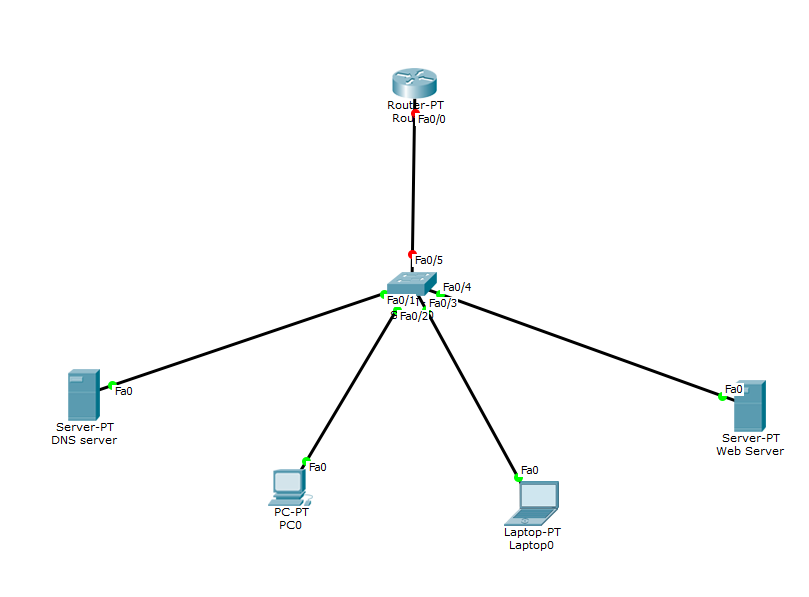 Router-PT
Rou
Fa0/0
Fa0/5
Fa0/4
Fa0/1
Fa0/3
Fa0/2
Fa0
Server-PT
DNS server
Fa0
Server-PT
Web Server
Fa0
PC-PT
PC0
Fa0
Laptop-PT
Laptop0